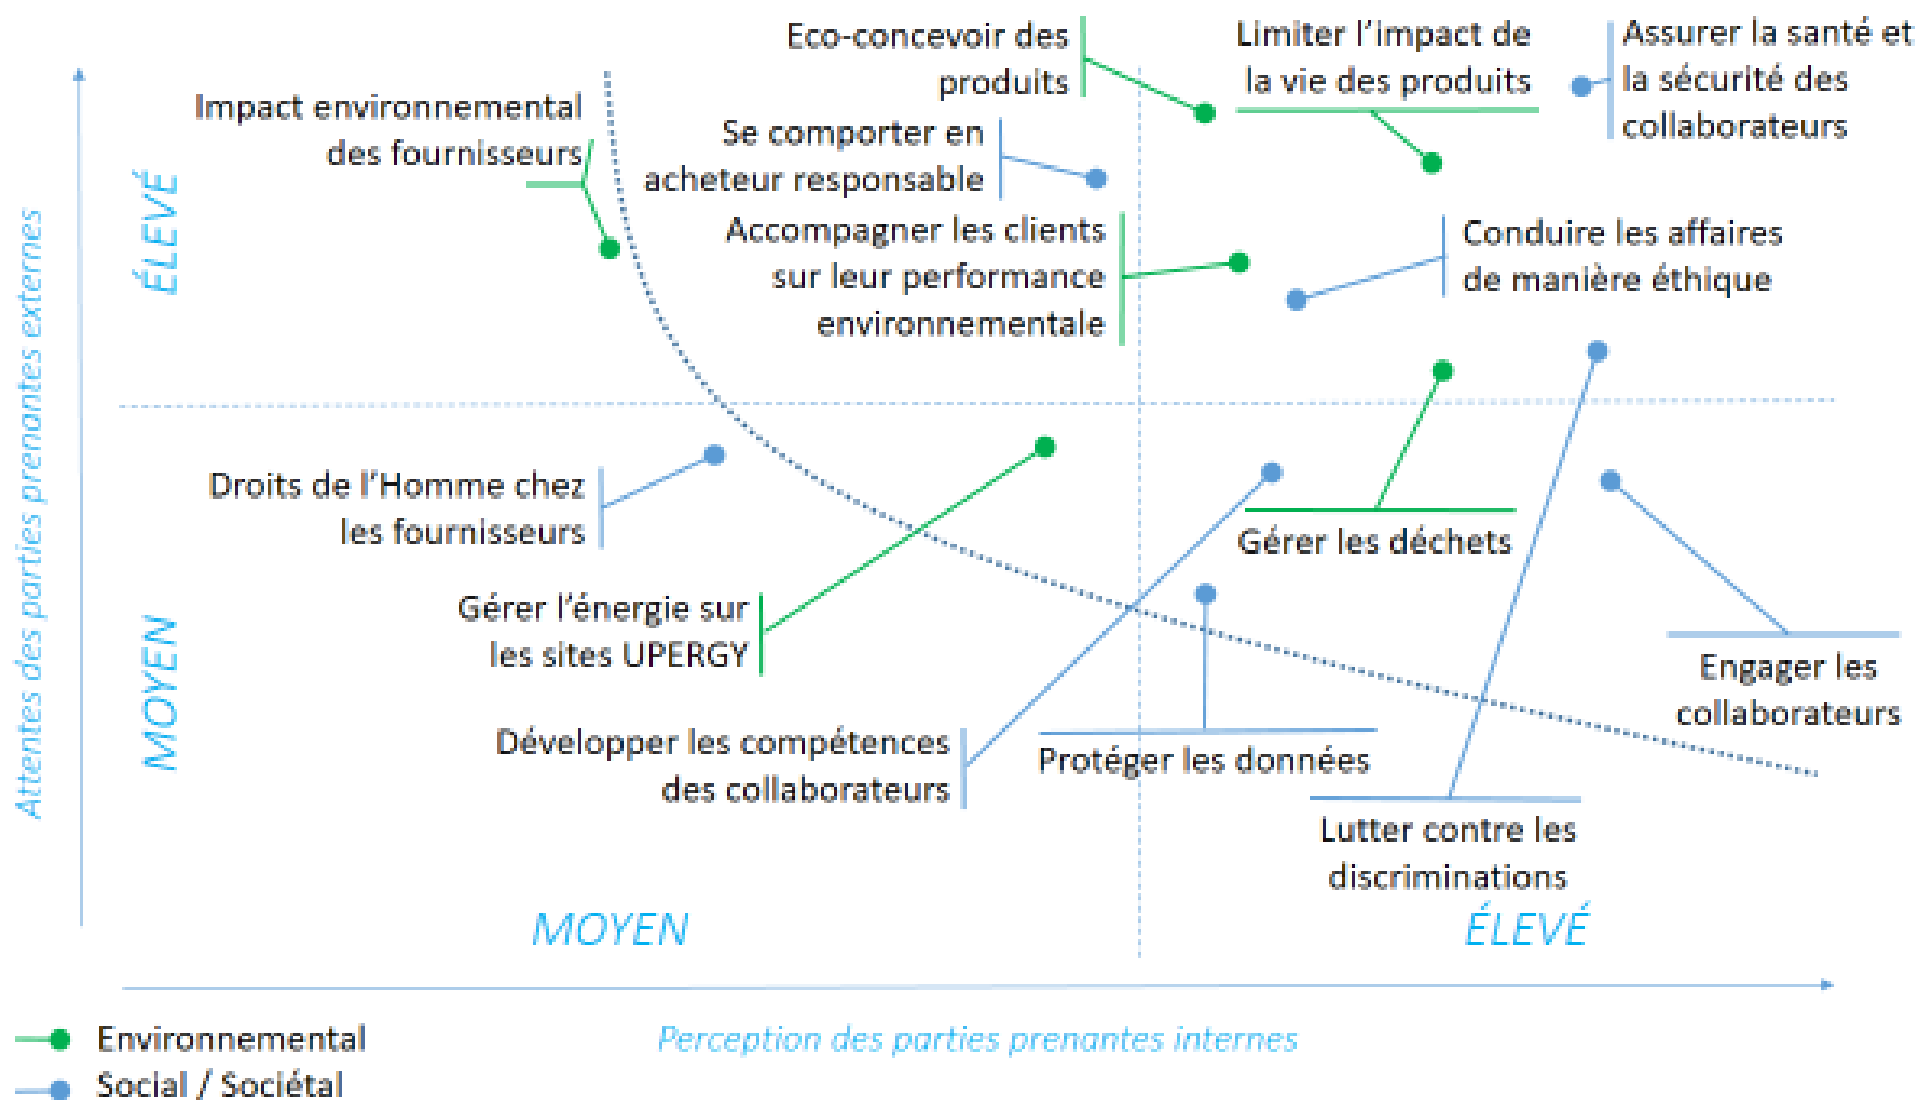 Eco-concevoir des
produits
Limiter l'impact de
la vie des produits
Assurer la santé et
la sécurité des
collaborateurs
Impact environnemental
des fournisseurs
Se comporter en
acheteur responsable
Accompagner les clients
sur leur performance
environnementale
Conduire les affaires
de manière éthique
Attentes des parties prenantes externes
ÉLEVÉ
MOYEN
Droits de l'Homme chez
les fournisseurs
Gérer les déchets
Gérer l'énergie sur
les sites UPERGY
Engager les
collaborateurs
Développer les compétences
des collaborateurs
Protéger les données
Lutter contre les
discriminations
MOYEN
ÉLEVÉ
Perception des parties prenantes internes
Environnemental
Social / Sociétal